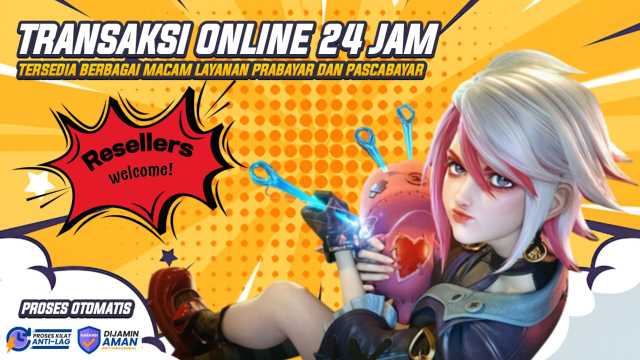 TRANSAKSI ONLINE 24 JAM
TERSEDIA BERBAGAI MACAM LAYANAN PRABAYAR DAN PASCABAYAR
Resellers
welcome!
PROSES OTOMATIS
PROSES KILAT
ANTI-LAG
DIJAMIN
AMAN